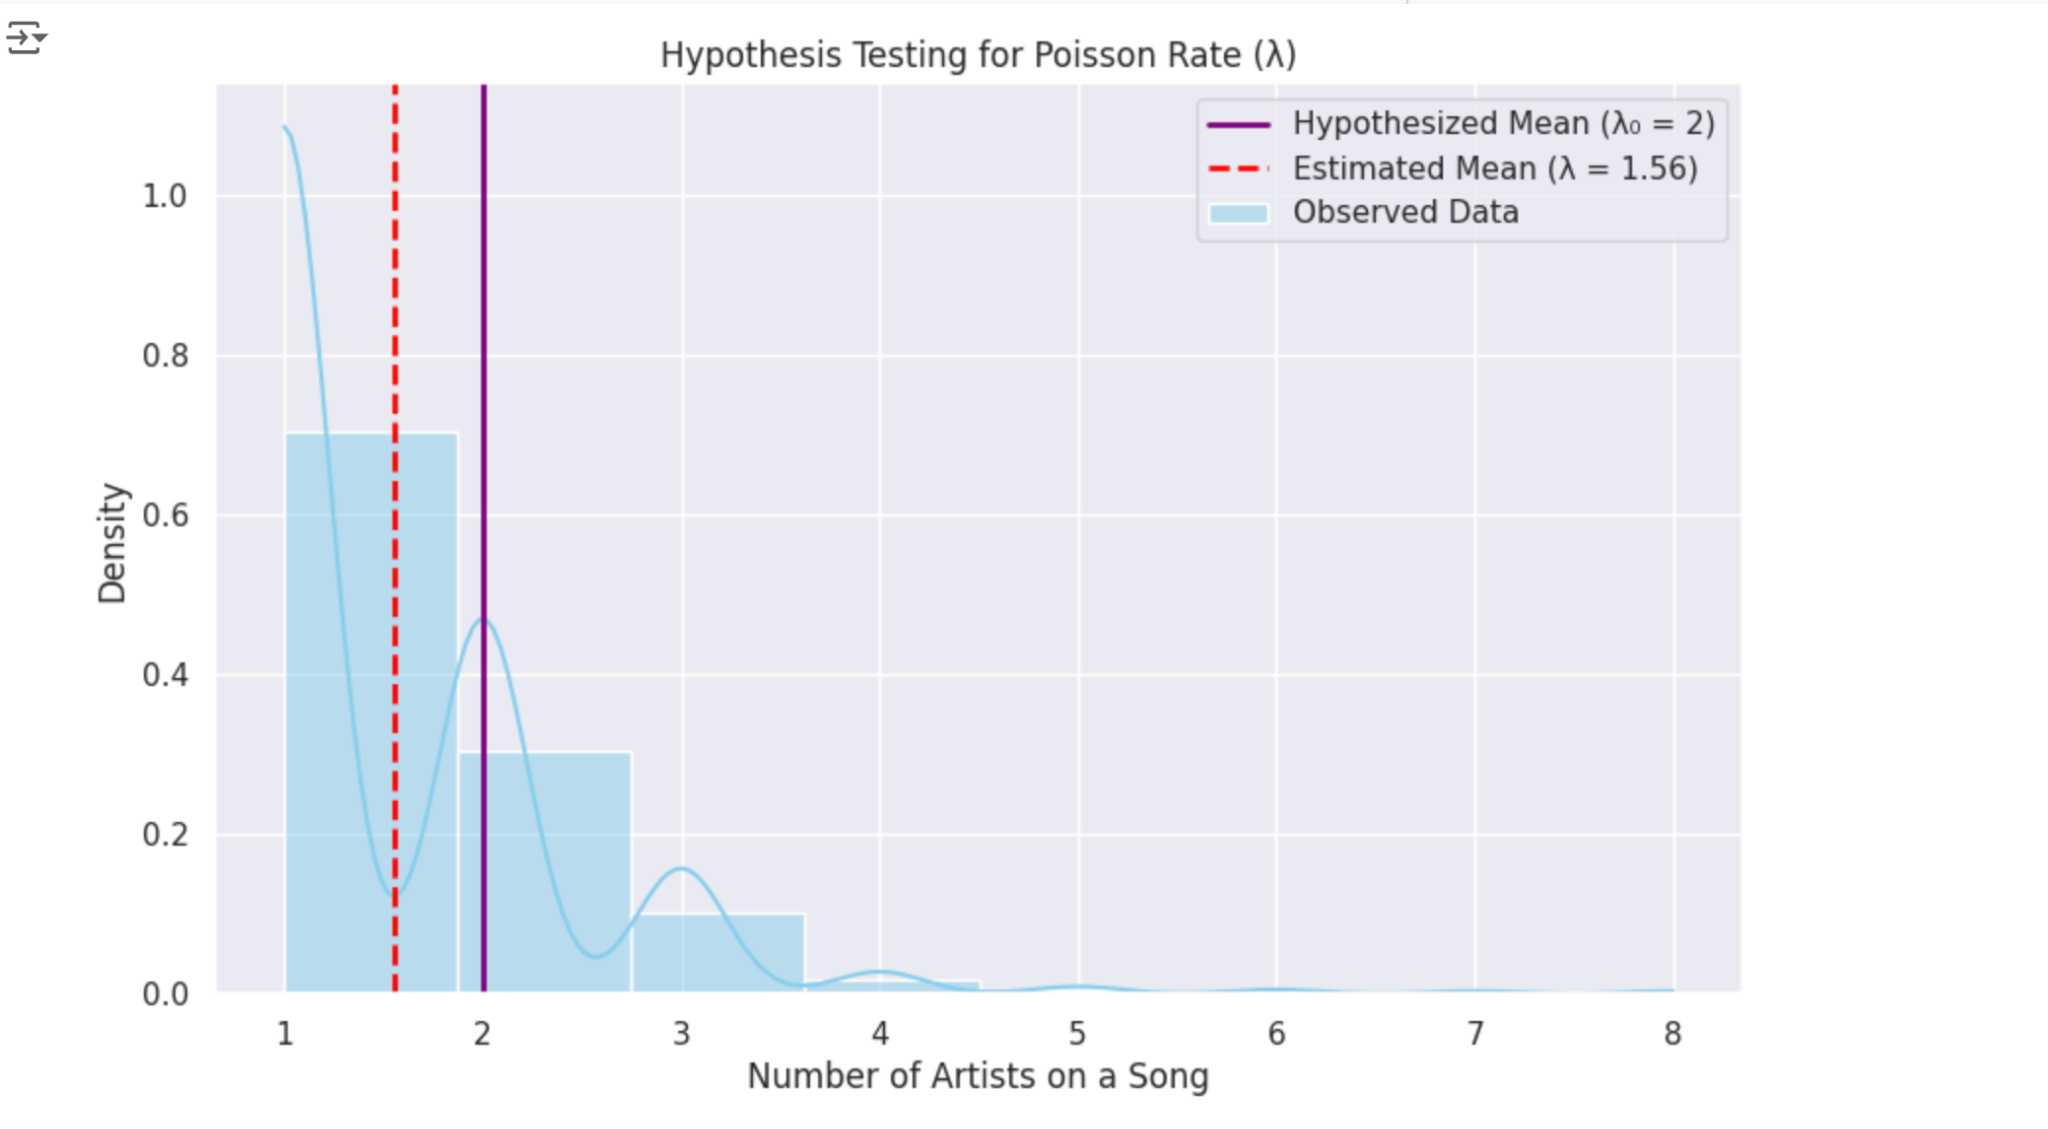 Hypothesis Testing for Poisson Rate (λ)
Hypothesized Mean (λ₀ = 2)
Estimated Mean (λ = 1.56)
Observed Data
Density
1.0
0.8
0.6
0.4
0.2
0.0
1 2 3 4 5 6 7 8
Number of Artists on a Song